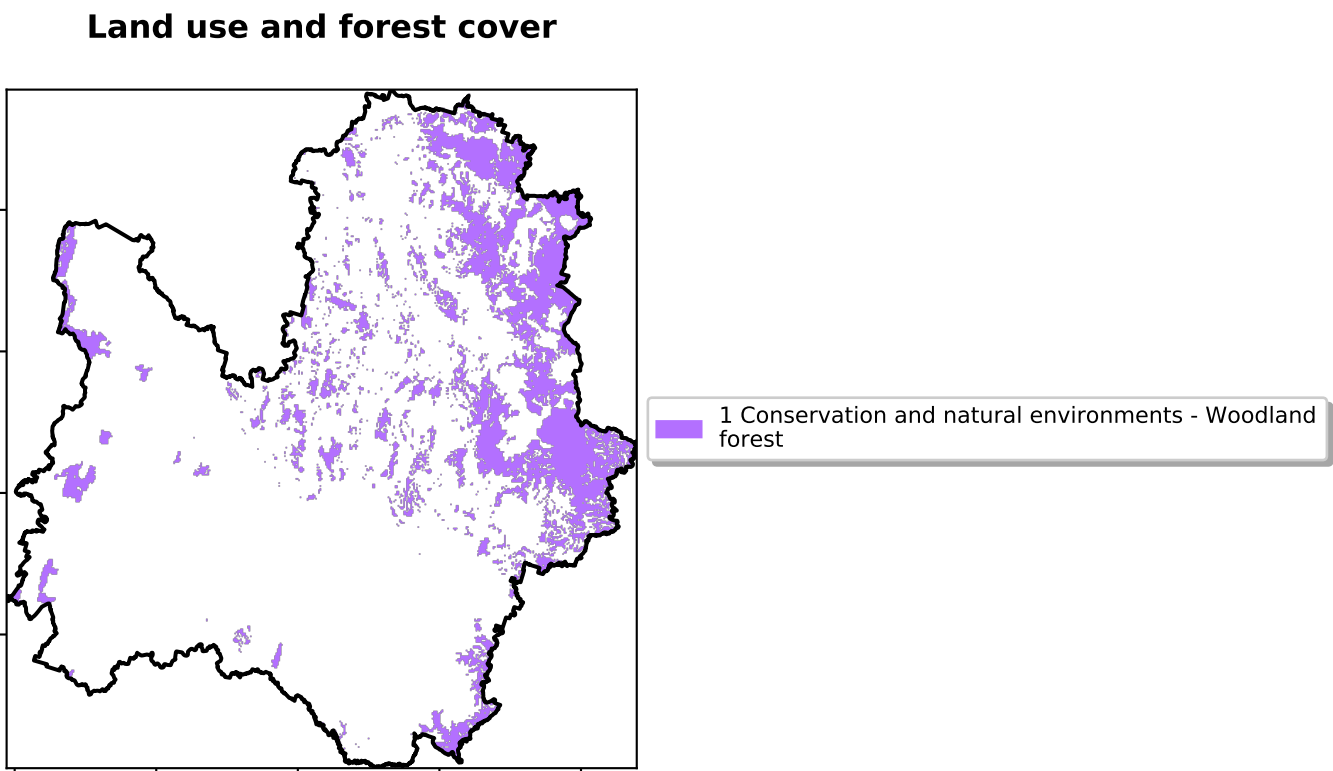 Land use and forest cover
1 Conservation and natural environments - Woodland
forest